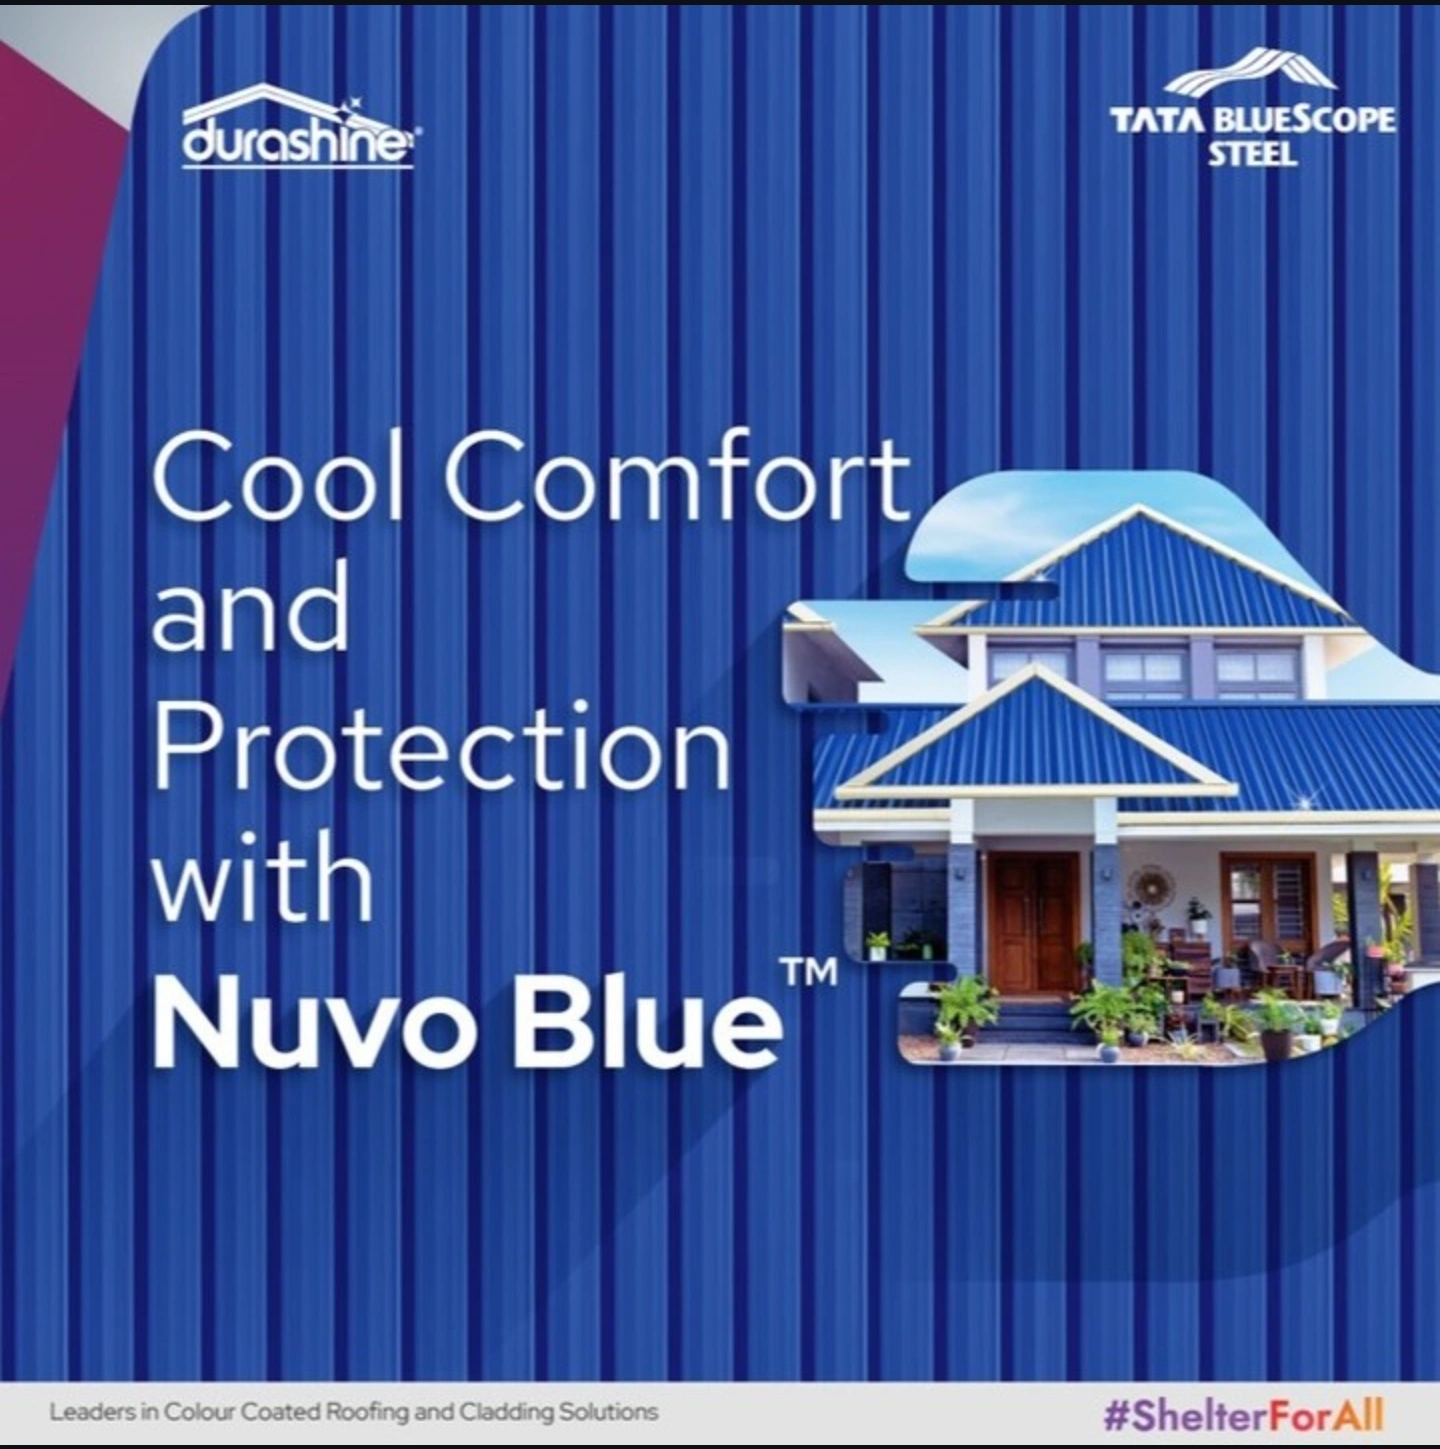 durashine®
TATA BLUESCOPE
STEEL
Cool Comfort
and
Protection
with
Nuvo Blue™
Leaders in Colour Coated Roofing and Cladding Solutions
#ShelterForAll